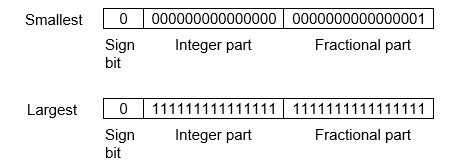 Smallest 0 000000000000000 0000000000000001
Sign bit Integer part Fractional part
Largest 0 111111111111111 1111111111111111
Sign bit Integer part Fractional part